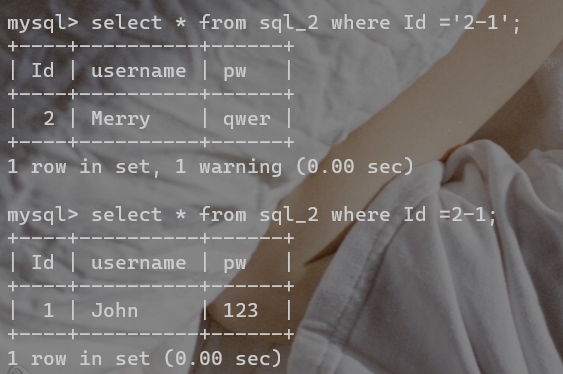 mysql> select * from sql_2 where Id ='2-1';
+----+----------+------+
| Id | username | pw   |
+----+----------+------+
|  2 | Merry    | qwer |
+----+----------+------+
1 row in set, 1 warning (0.00 sec)
mysql> select * from sql_2 where Id =2-1;
+----+----------+------+
| Id | username | pw   |
+----+----------+------+
|  1 | John     | 123  |
+----+----------+------+
1 row in set (0.00 sec)